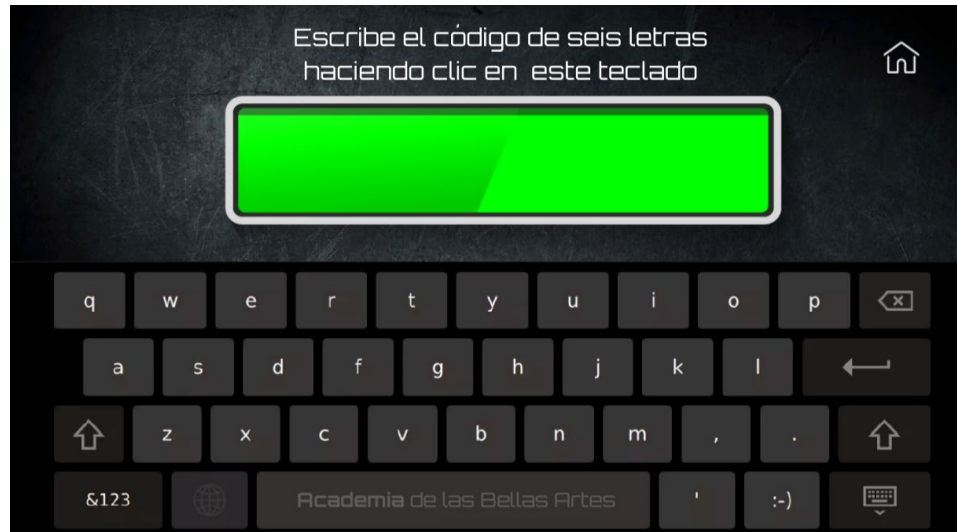 Escribe el código de seis letras
haciendo clic en este teclado
q w e r t y u i o p
a s d f g h j k l
z x c v b n m , .
&123 Academia de las Bellas Artes ' :-)